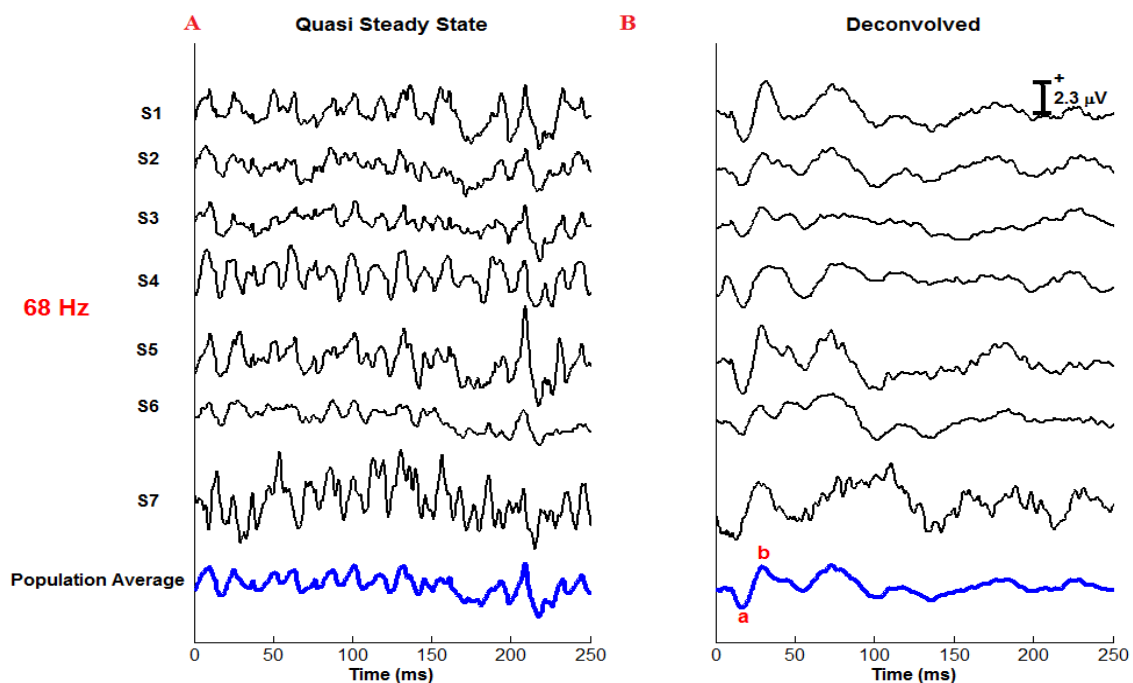 A
Quasi Steady State
B
Deconvolved
+
2.3 μV
S1
S2
S3
S4
68 Hz
S5
S6
S7
b
Population Average
a
0 50 100 150 200 250
0 50 100 150 200 250
Time (ms)
Time (ms)